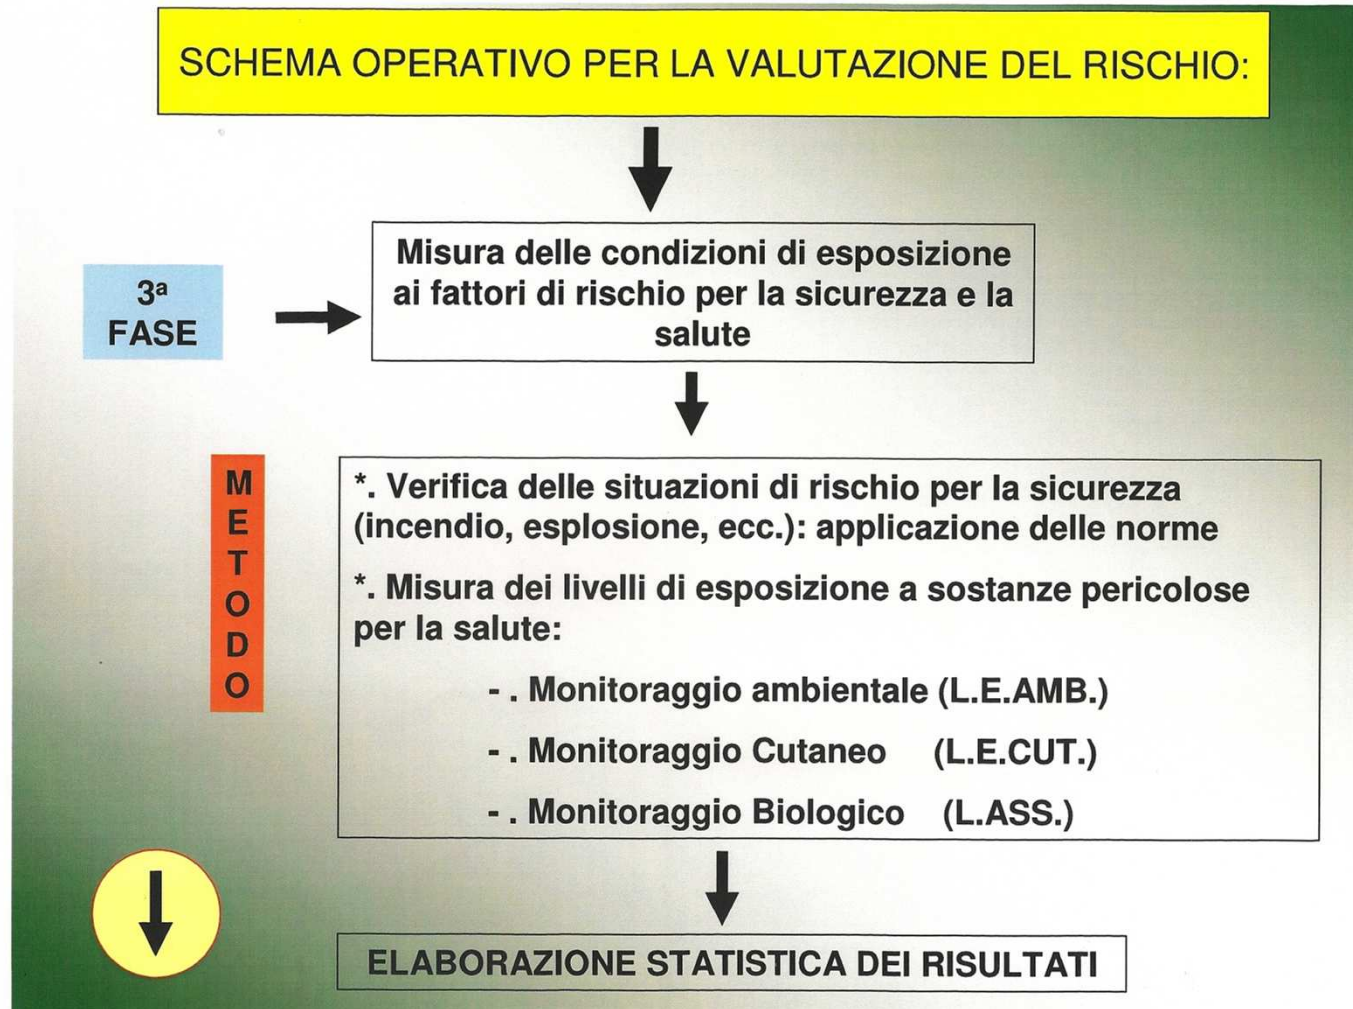 SCHEMA OPERATIVO PER LA VALUTAZIONE DEL RISCHIO:
3ª
FASE
Misura delle condizioni di esposizione
ai fattori di rischio per la sicurezza e la
salute
M
E
T
O
D
O
*. Verifica delle situazioni di rischio per la sicurezza
(incendio, esplosione, ecc.): applicazione delle norme
*. Misura dei livelli di esposizione a sostanze pericolose
per la salute:
- . Monitoraggio ambientale (L.E.AMB.)
- . Monitoraggio Cutaneo (L.E.CUT.)
- . Monitoraggio Biologico (L.ASS.)
ELABORAZIONE STATISTICA DEI RISULTATI